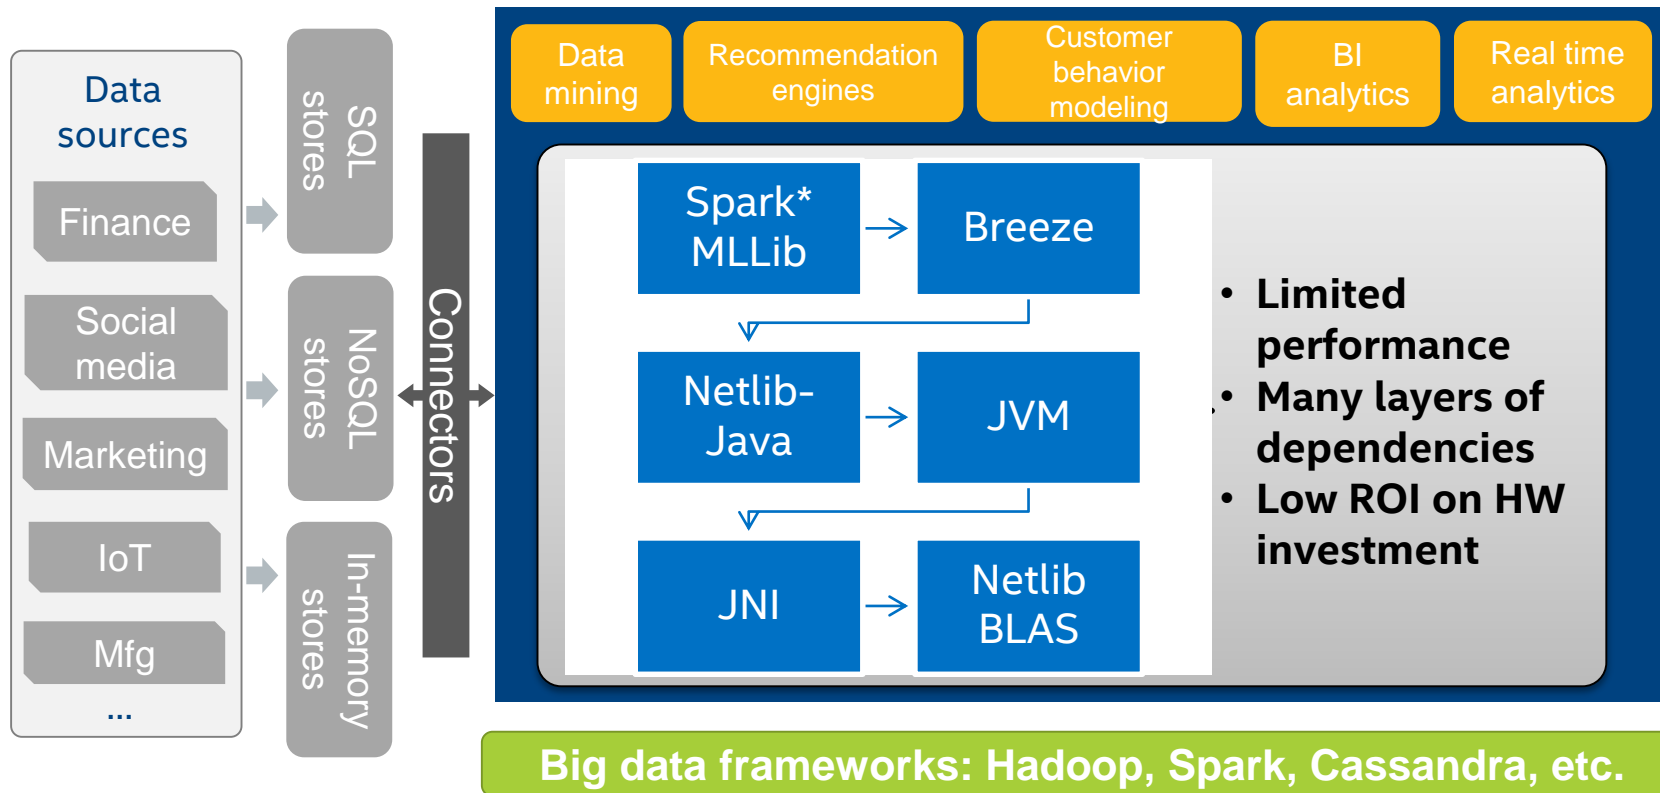 Data
sources
Finance
Social
media
Marketing
IoT
Mfg
...
SQL
stores
NoSQL
stores
In-memory
stores
Connectors
Data
mining
Recommendation
engines
Customer
behavior
modeling
BI
analytics
Real time
analytics
Spark*
MLLib
Breeze
Netlib-
Java
JVM
JNI
Netlib
BLAS
• Limited
performance
• Many layers of
dependencies
• Low ROI on HW
investment
Big data frameworks: Hadoop, Spark, Cassandra, etc.